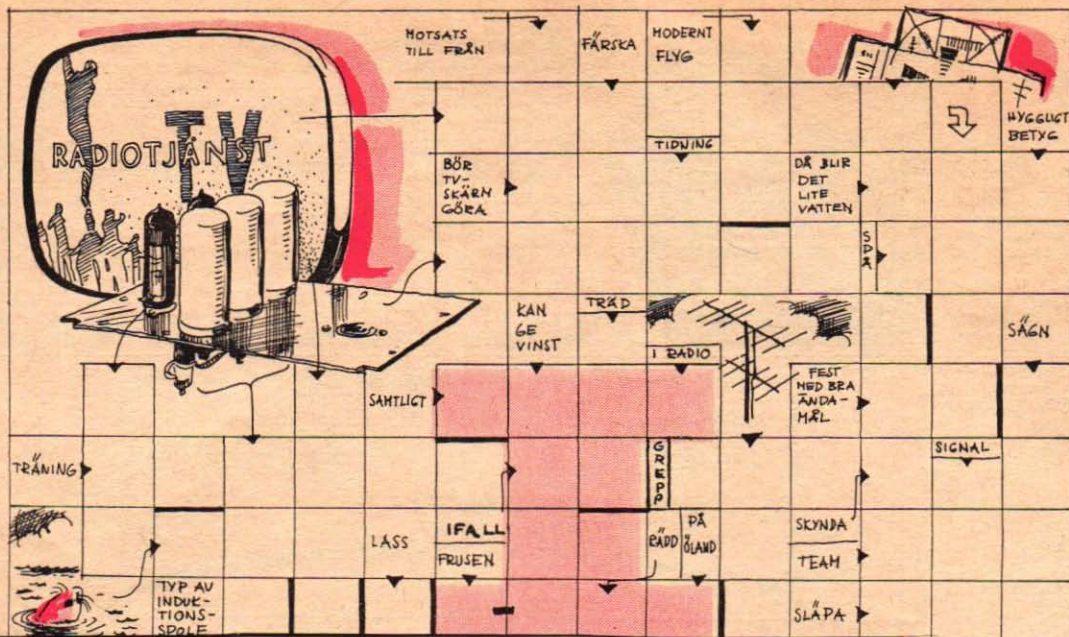 MOTSATS
TILL FRÅN
FÄRSKA
MODERNT
FLYG
TV
RADIOTJÄNST
TIDNING
HYGGLIGT
BETYG
BÖR
TV-
SKÄRM
GÖRA
DÅ BLIR
DET
LITE
VATTEN
SPÅ
KAN
GE
VINST
TRÄD
I RADIO
SÄGN
SAMTLIGT
FEST
MED BRA
ÄNDA-
MÅL
TRÄNING
GREPP
SIGNAL
LASS
IFALL
FRUSEN
RÄDD
PÅ
ÖLAND
SKYNDA
TEAM
TYP AV
INDUK-
TIONS-
SPOLE
SLÄPA